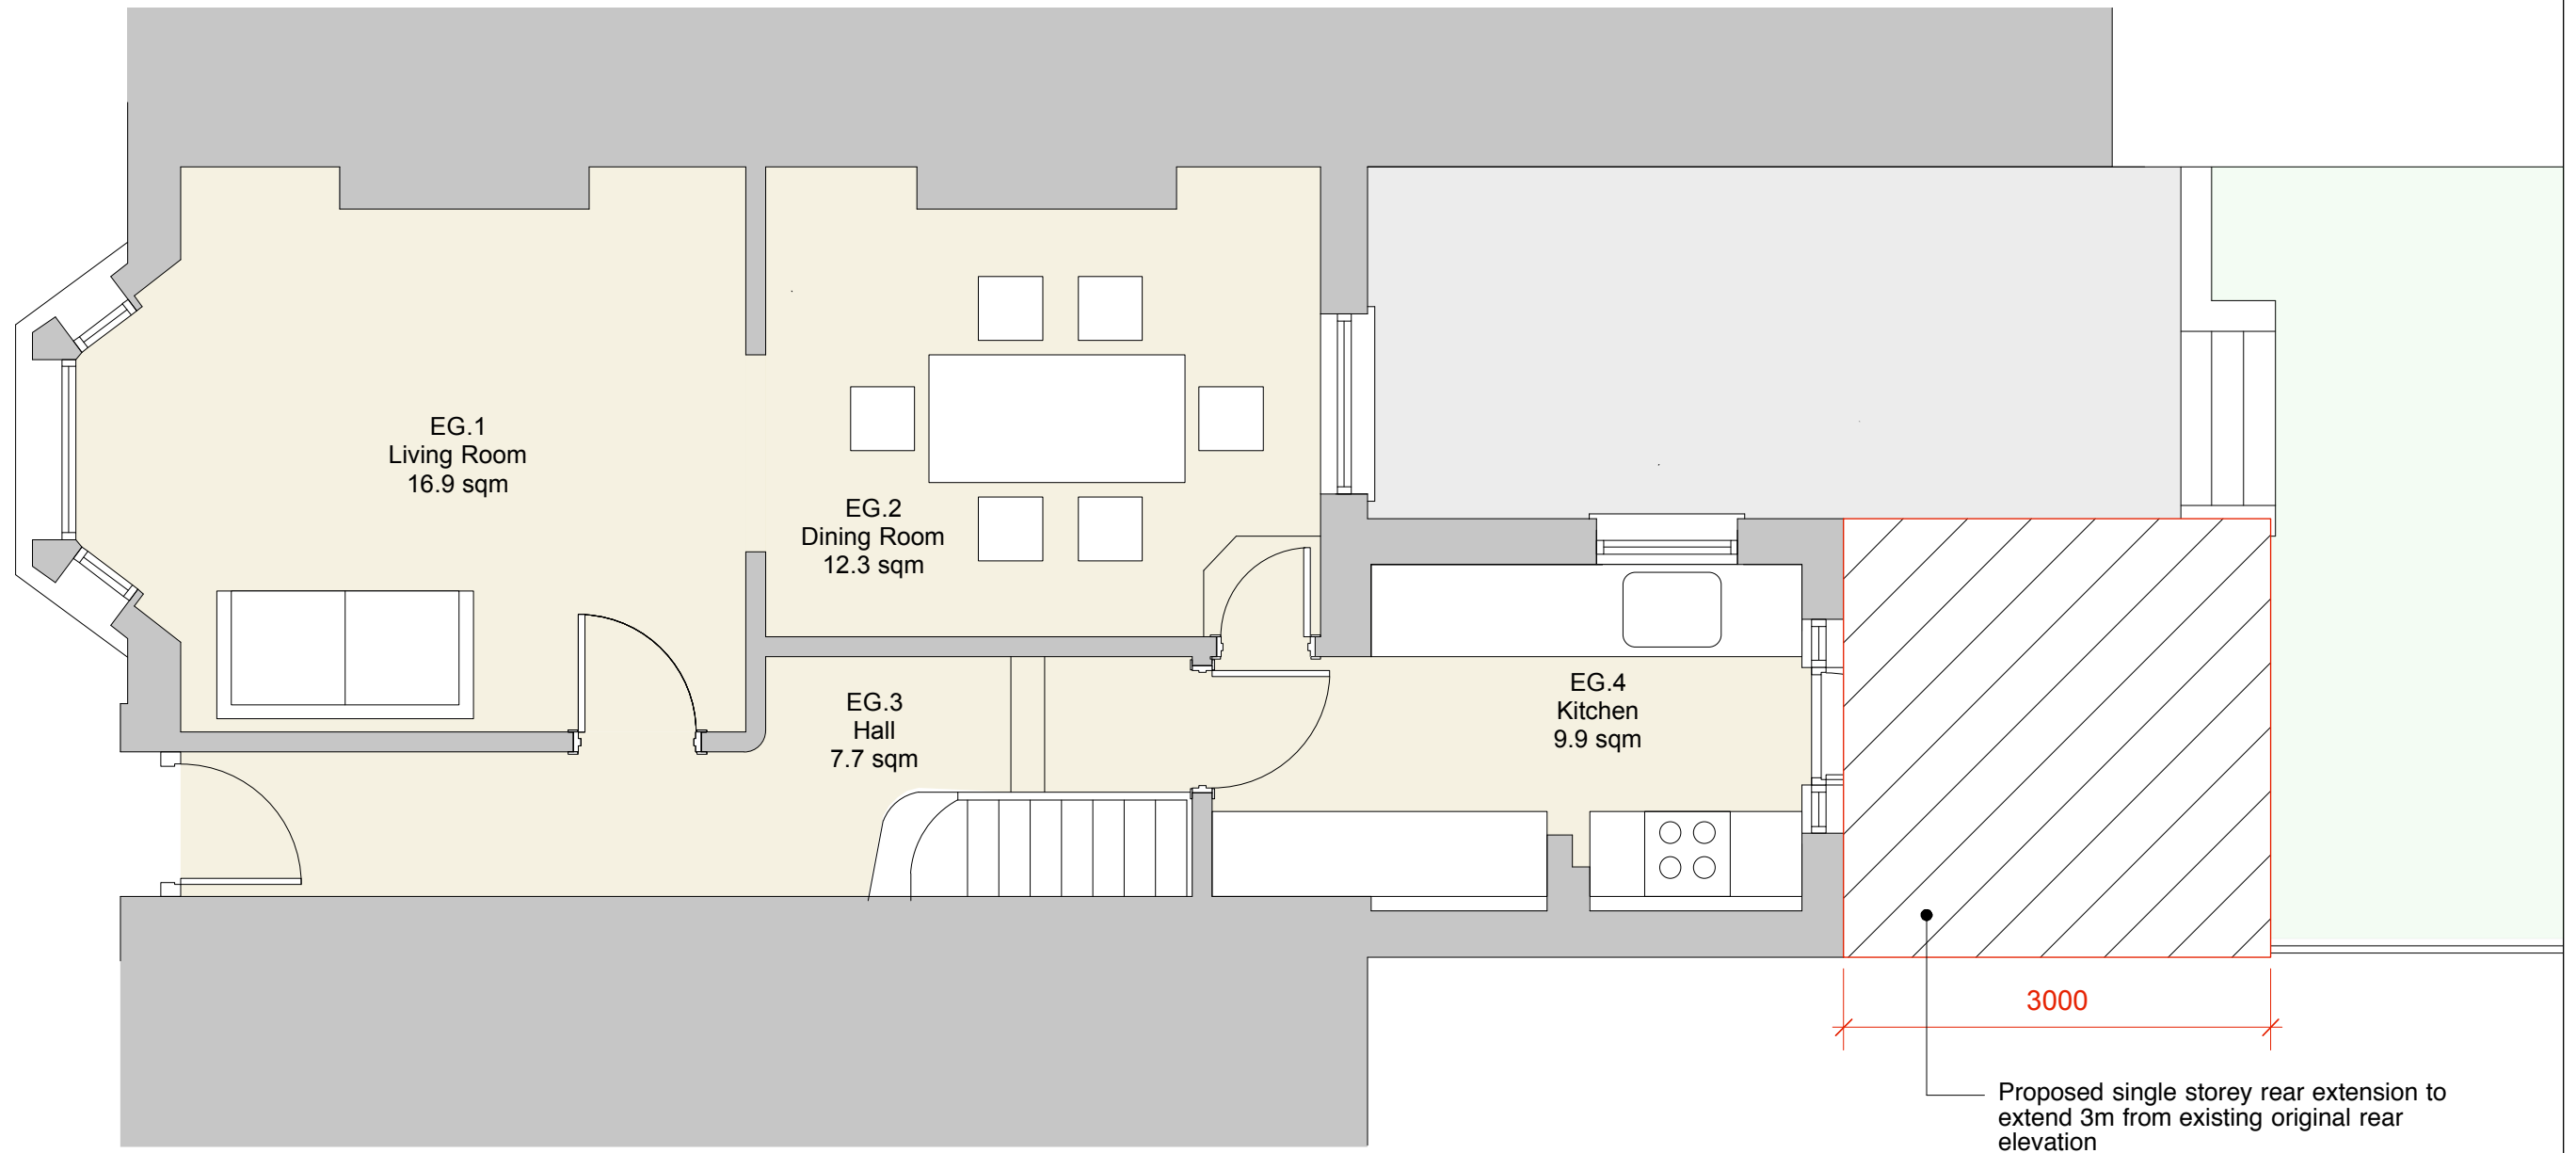 EG.1
Living Room
16.9 sqm
EG.2
Dining Room
12.3 sqm
EG.3
Hall
7.7 sqm
EG.4
Kitchen
9.9 sqm
3000
Proposed single storey rear extension to
extend 3m from existing original rear
elevation